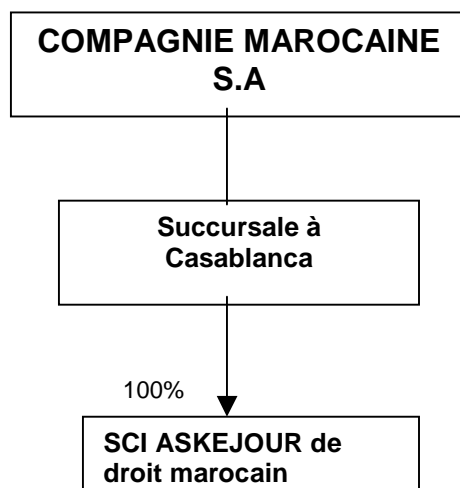 COMPAGNIE MAROCAINE
S.A
Succursale à
Casablanca
100%
SCI ASKEJOUR de
droit marocain